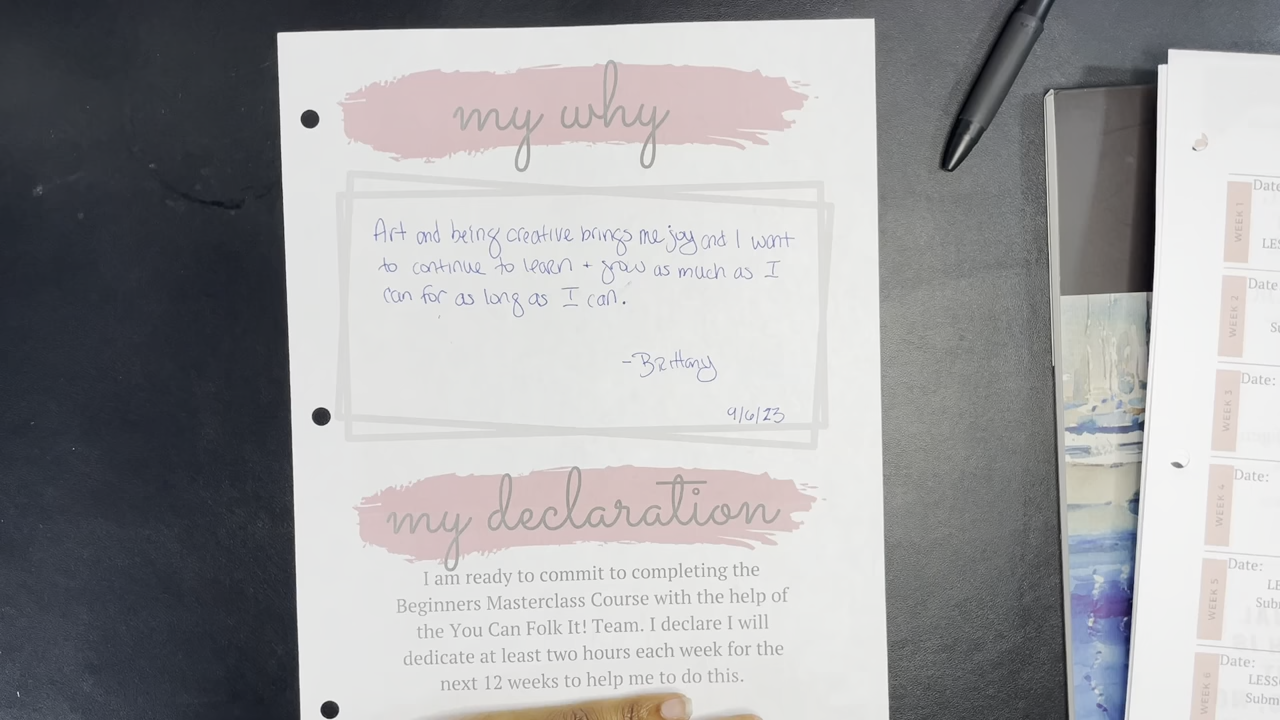 my why
Art and being creative brings me joy and I want
to continue to learn + grow as much as I
can for as long as I can.
-Brittany
9/6/23
my declaration
I am ready to commit to completing the
Beginners Masterclass Course with the help of
the You Can Folk It! Team. I declare I will
dedicate at least two hours each week for the
next 12 weeks to help me to do this.
WEEK 1
Date
WEEK 2
Date
WEEK 3
Date:
WEEK 4
Date:
WEEK 5
Date:
WEEK 6
Date: